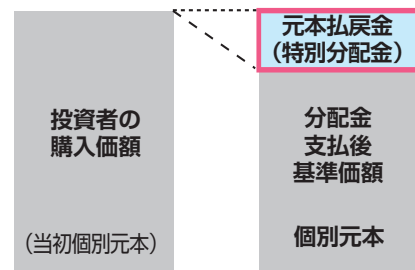 投資者の
購入価額
（当初個別元本）
元本払戻金
（特別分配金）
分配金
支払後
基準価額
個別元本